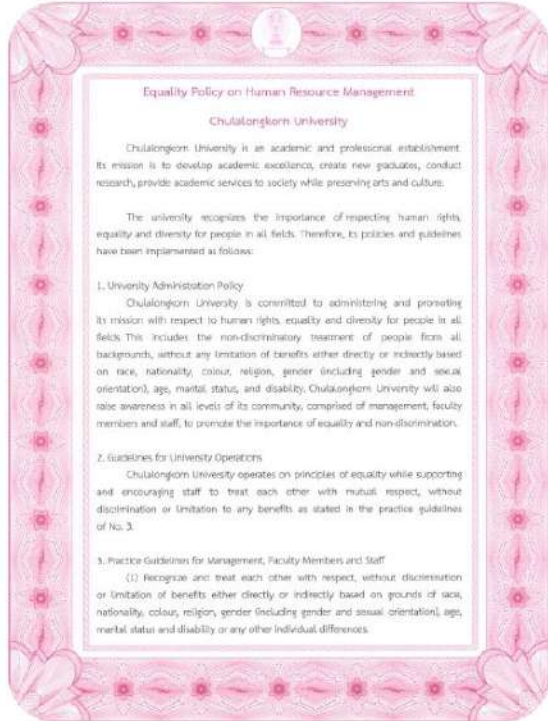 Equality Policy on Human Resource Management
Chulalongkorn University
Chulalongkorn University is an academic and professional establishment.
Its mission is to develop academic excellence, create new graduates, conduct
research, provide academic services to society while preserving arts and culture.
The university recognizes the importance of respecting human rights,
equality and diversity for people in all fields. Therefore, its policies and guidelines
have been implemented as follows:
1. University Administration Policy
Chulalongkorn University is committed to administering and promoting
its mission with respect to human rights, equality and diversity for people in all
fields. This includes the non-discriminatory treatment of people from all
backgrounds, without any limitation of benefits either directly or indirectly based
on race, nationality, colour, religion, gender (including gender and sexual
orientation), age, marital status, and disability. Chulalongkorn University will also
raise awareness in all levels of its community, comprised of management, faculty
members and staff, to promote the importance of equality and non-discrimination.
2. Guidelines for University Operations
Chulalongkorn University operates on principles of equality while supporting
and encouraging staff to treat each other with mutual respect, without
discrimination or limitation to any benefits as stated in the practice guidelines
of No. 3.
3. Practice Guidelines for Management, Faculty Members and Staff
(1) Recognize and treat each other with respect, without discrimination
or limitation of benefits either directly or indirectly based on grounds of race,
nationality, colour, religion, gender (including gender and sexual orientation), age,
marital status and disability or any other individual differences.